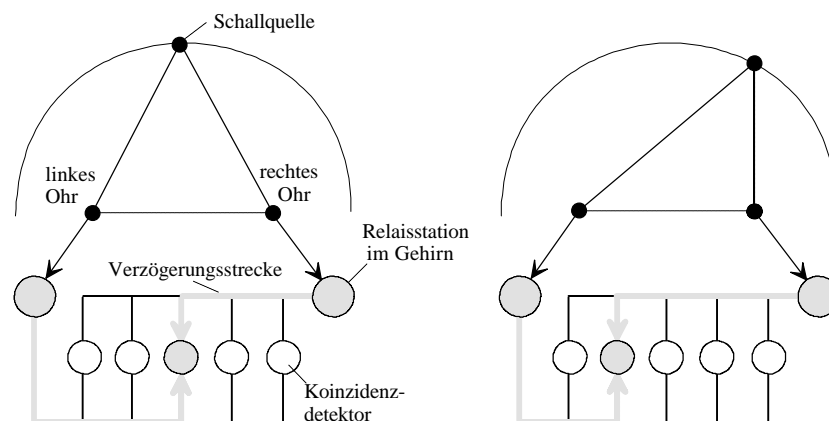 Schallquelle
linkes
Ohr
rechtes
Ohr
Relaisstation
im Gehirn
Verzögerungsstrecke
Koinzidenz-
detektor